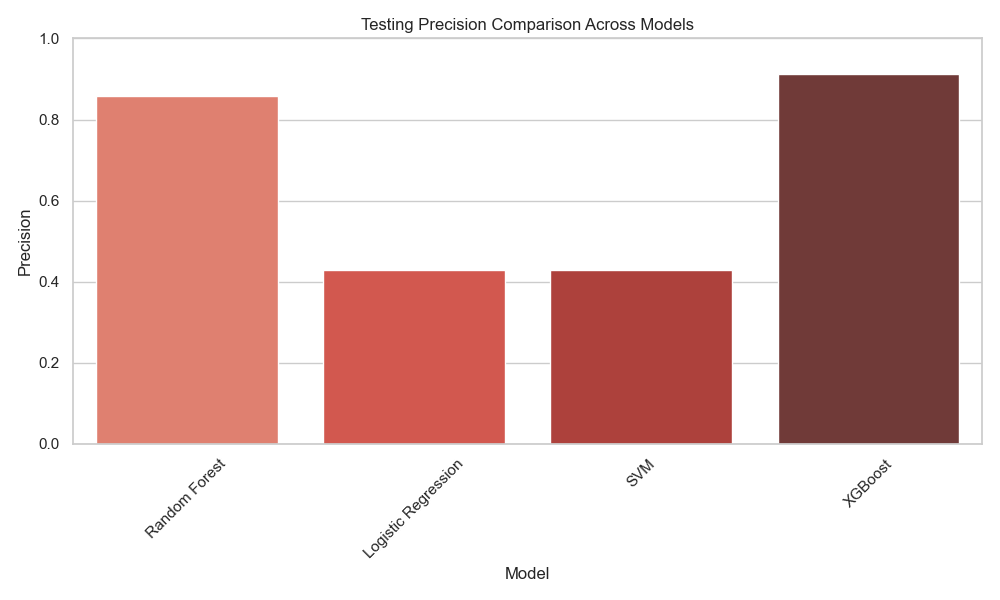 Testing Precision Comparison Across Models
Precision
1.0
0.8
0.6
0.4
0.2
0.0
Random Forest
Logistic Regression
SVM
XGBoost
Model